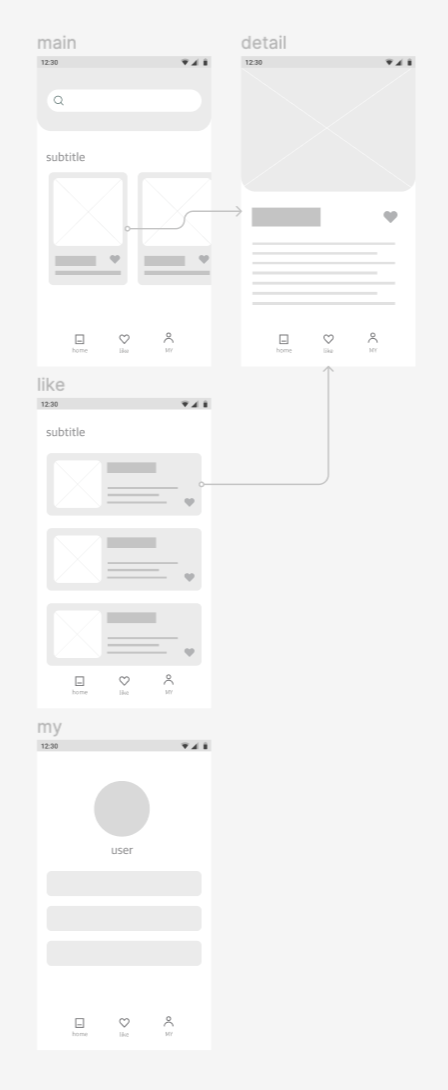 main
12:30
subtitle
home
like
MY
detail
12:30
home
like
MY
like
12:30
subtitle
home
like
MY
my
12:30
user
home
like
MY